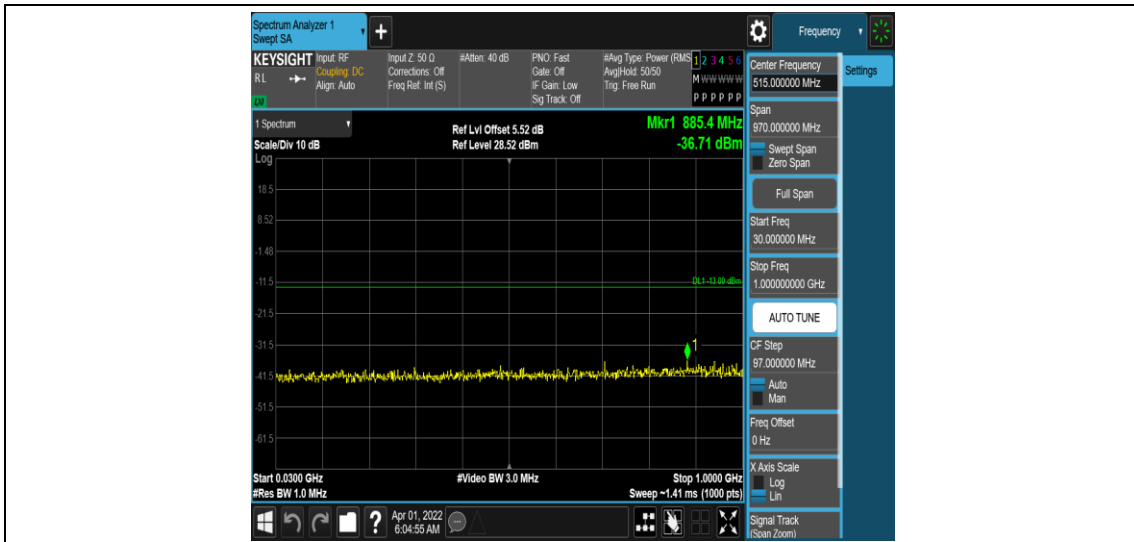 Spectrum Analyzer 1
Swept SA
+
Frequency
KEYSIGHT
RL
LXI
Input: RF
Coupling: DC
Align: Auto
Input Z: 50 Ω
Corrections: Off
Freq Ref: Int (S)
#Atten: 40 dB
PNO: Fast
Gate: Off
IF Gain: Low
Sig Track: Off
#Avg Type: Power (RMS
Avg|Hold: 50/50
Trig: Free Run
1 2 3 4 5 6
M W W W W W
P P P P P P
Center Frequency
515.000000 MHz
Settings
1 Spectrum
Scale/Div 10 dB
Ref Lvl Offset 5.52 dB
Ref Level 28.52 dBm
Mkr1 885.4 MHz
-36.71 dBm
Log
18.5
8.52
-1.48
-11.5
-21.5
-31.5
-41.5
-51.5
-61.5
DL1 -13.00 dBm
1
Start 0.0300 GHz
#Res BW 1.0 MHz
#Video BW 3.0 MHz
Stop 1.0000 GHz
Sweep ~1.41 ms (1000 pts)
Span
970.000000 MHz
Swept Span
Zero Span
Full Span
Start Freq
30.000000 MHz
Stop Freq
1.000000000 GHz
AUTO TUNE
CF Step
97.000000 MHz
Auto
Man
Freq Offset
0 Hz
X Axis Scale
Log
Lin
Signal Track
(Span Zoom)
?
Apr 01, 2022
6:04:55 AM